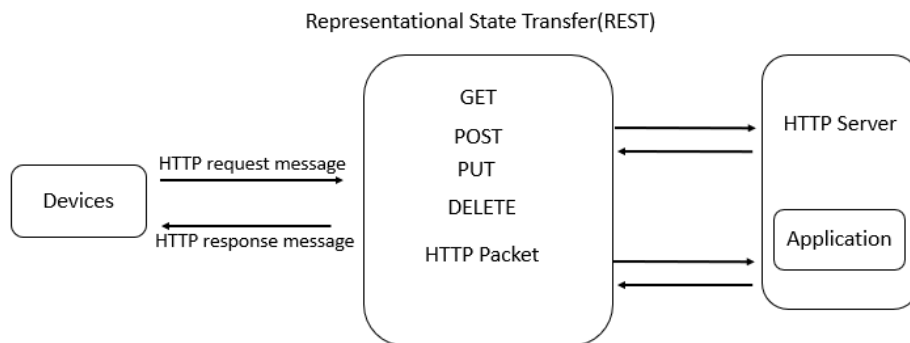 Representational State Transfer(REST)
GET
POST
PUT
DELETE
HTTP Packet
HTTP request message
HTTP response message
Devices
HTTP Server
Application